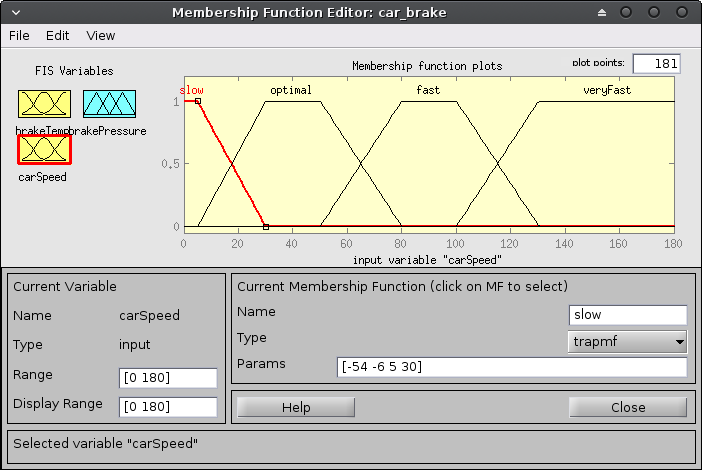 Membership Function Editor: car_brake
File Edit View
FIS Variables
brakeTemp
brakePressure
carSpeed
Membership function plots
plot points:
181
slow
optimal
fast
veryFast
1
0.5
0
0 20 40 60 80 100 120 140 160 180
input variable "carSpeed"
Current Variable
Name carSpeed
Type input
Range [0 180]
Display Range [0 180]
Current Membership Function (click on MF to select)
Name slow
Type trapmf
Params [-54 -6 5 30]
Help
Close
Selected variable "carSpeed"